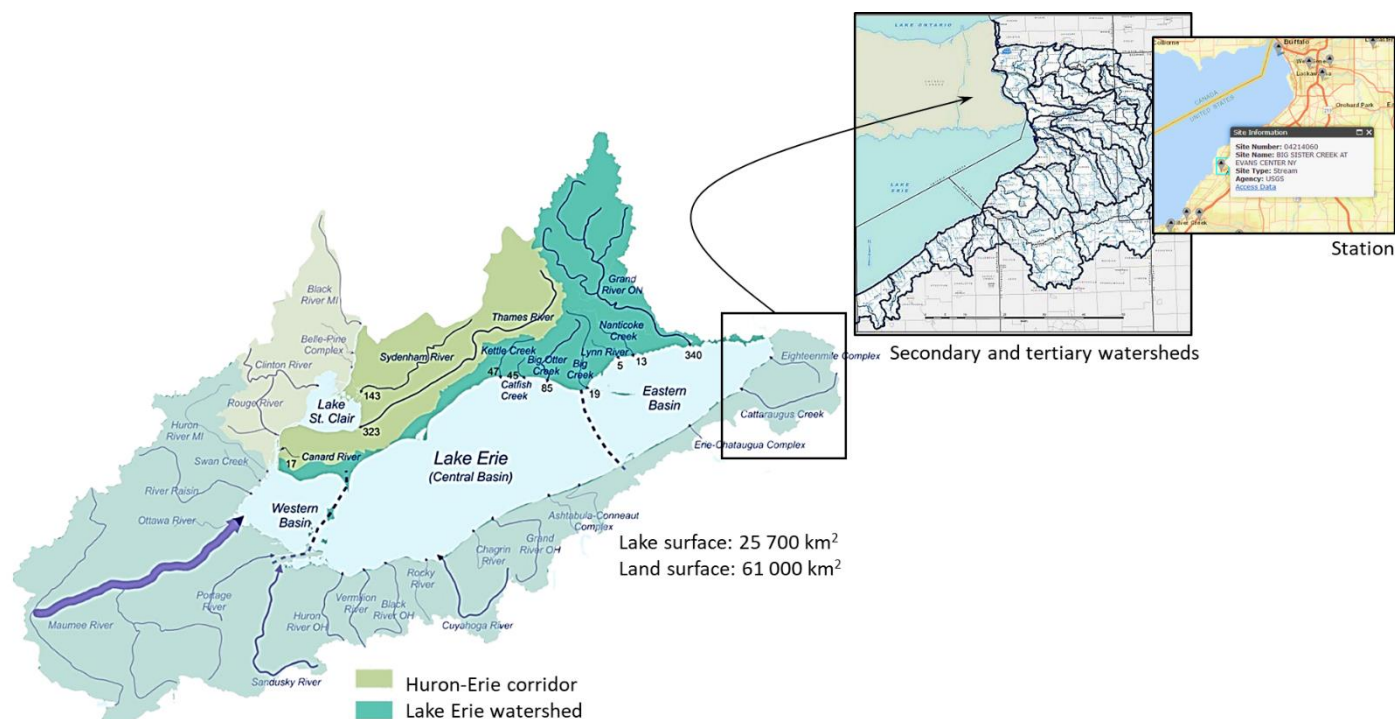 LAKE ONTARIO
LAKE
ERIE
Buffalo
Orchard Park
CANADA
UNITED STATES
Site Information
Site Number: 04214060
Site Name: BIG SISTER CREEK AT
EVANS CENTER NY
Site Type: Stream
Agency: USGS
Access Data
Station
Secondary and tertiary watersheds
Black
River MI
Belle-Pine
Complex
Clinton River
Rouge River
Lake
St. Clair
Huron
River MI
Swan Creek
River Raisin
Ottawa River
Maumee River
Sydenham River
143
Thames River
323
Canard River
17
Grand
River ON
Nanticoke
Creek
Kettle Creek
47
45
Catfish
Creek
Big Otter
Creek
85
Big
Creek
19
Lynn River
5
13
340
Eighteenmile Complex
Cattaraugus Creek
Erie-Chataugua Complex
Eastern
Basin
Lake Erie
(Central Basin)
Western
Basin
Ashtabula-Conneaut
Complex
Grand
River OH
Chagrin
River
Cuyahoga River
Rocky
River
Black
River OH
Vermilion
River
Huron
River OH
Portage
River
Sandusky River
Lake surface: 25 700 km²
Land surface: 61 000 km²
Huron-Erie corridor
Lake Erie watershed